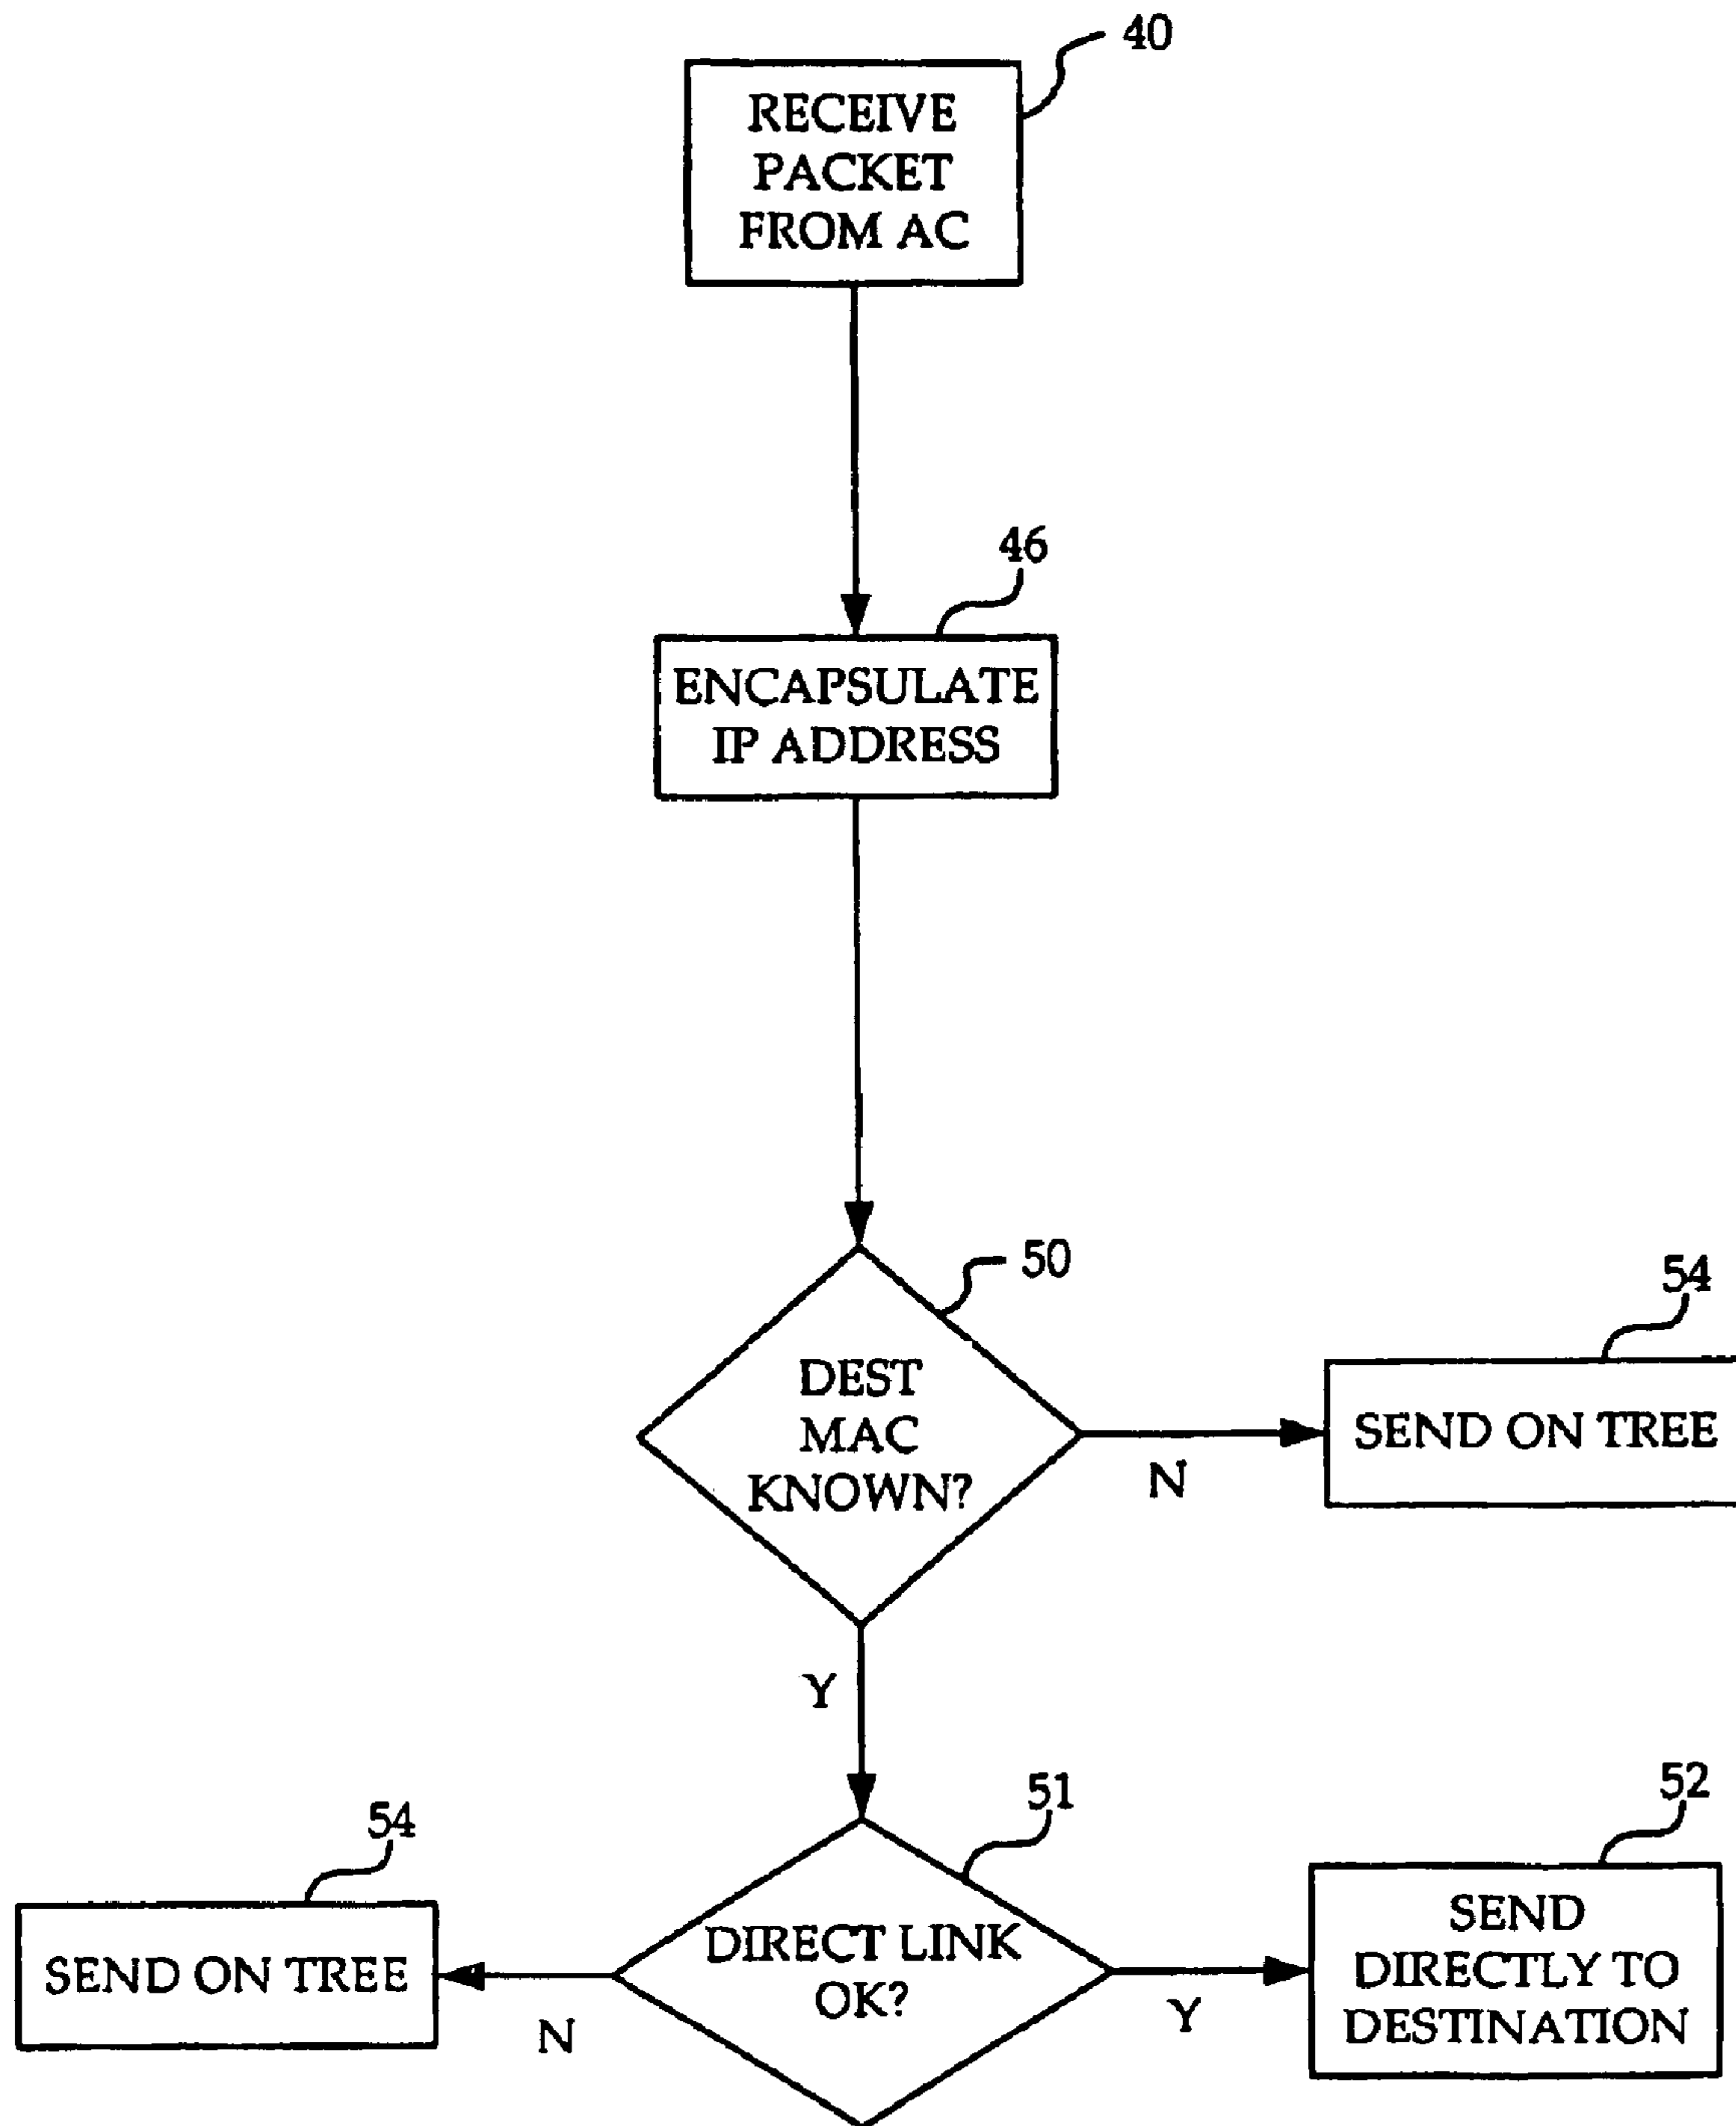 40
RECEIVE
PACKET
FROM AC
46
ENCAPSULATE
IP ADDRESS
50
DEST
MAC
KNOWN?
N
54
SEND ON TREE
Y
51
DIRECT LINK
OK?
54
SEND ON TREE
N
Y
52
SEND
DIRECTLY TO
DESTINATION